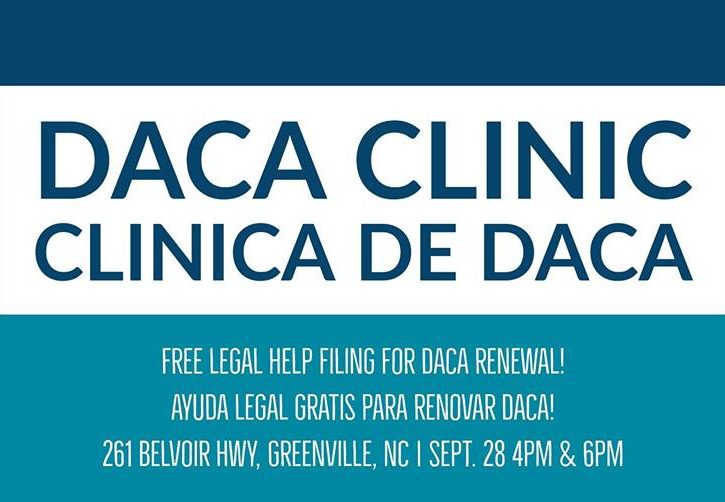 DACA CLINIC
CLINICA DE DACA
FREE LEGAL HELP FILING FOR DACA RENEWAL!
AYUDA LEGAL GRATIS PARA RENOVAR DACA!
261 BELVOIR HWY, GREENVILLE, NC | SEPT. 28 4PM & 6PM